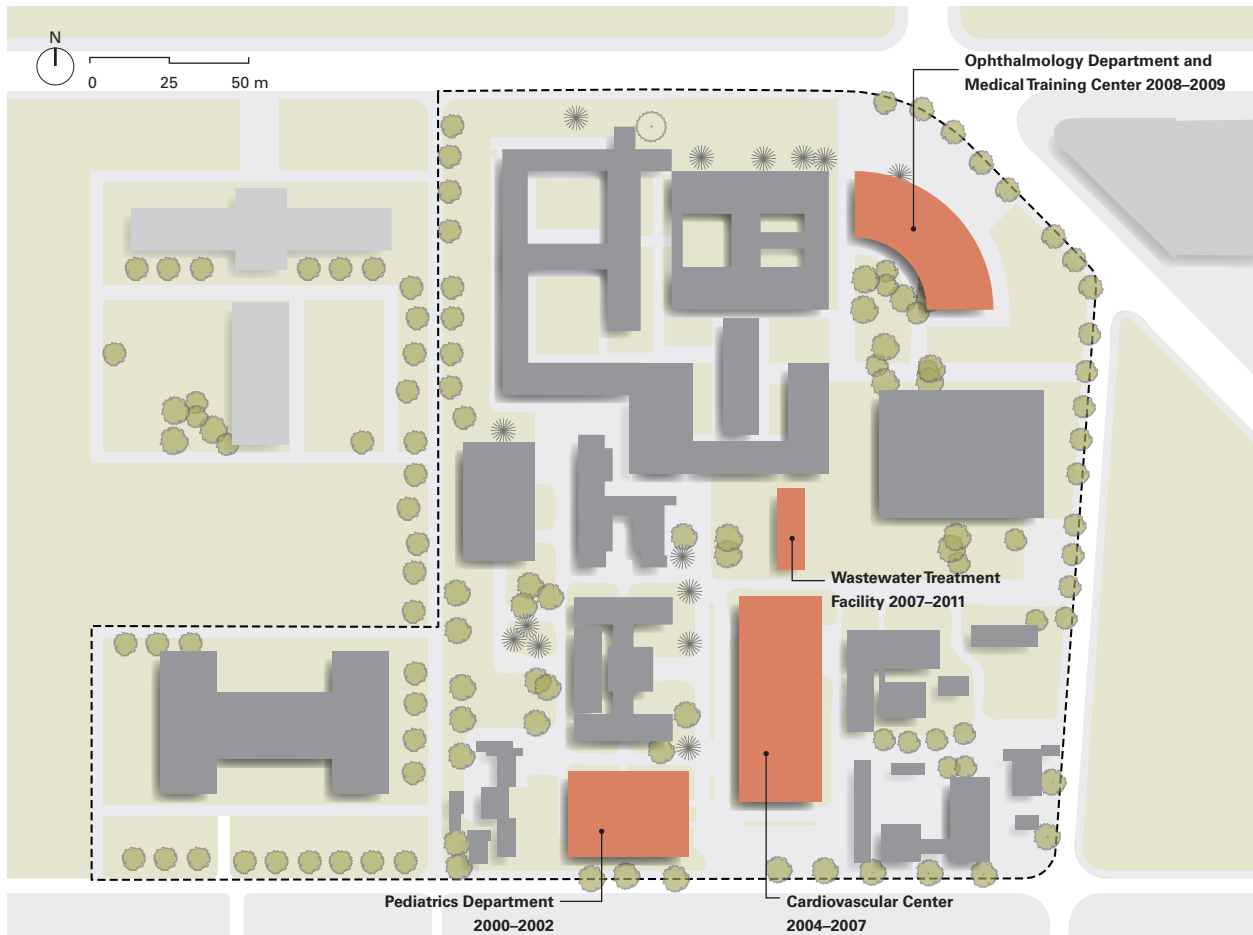 N
0 25 50 m
Ophthalmology Department and
Medical Training Center 2008–2009
Wastewater Treatment
Facility 2007–2011
Pediatrics Department
2000–2002
Cardiovascular Center
2004–2007